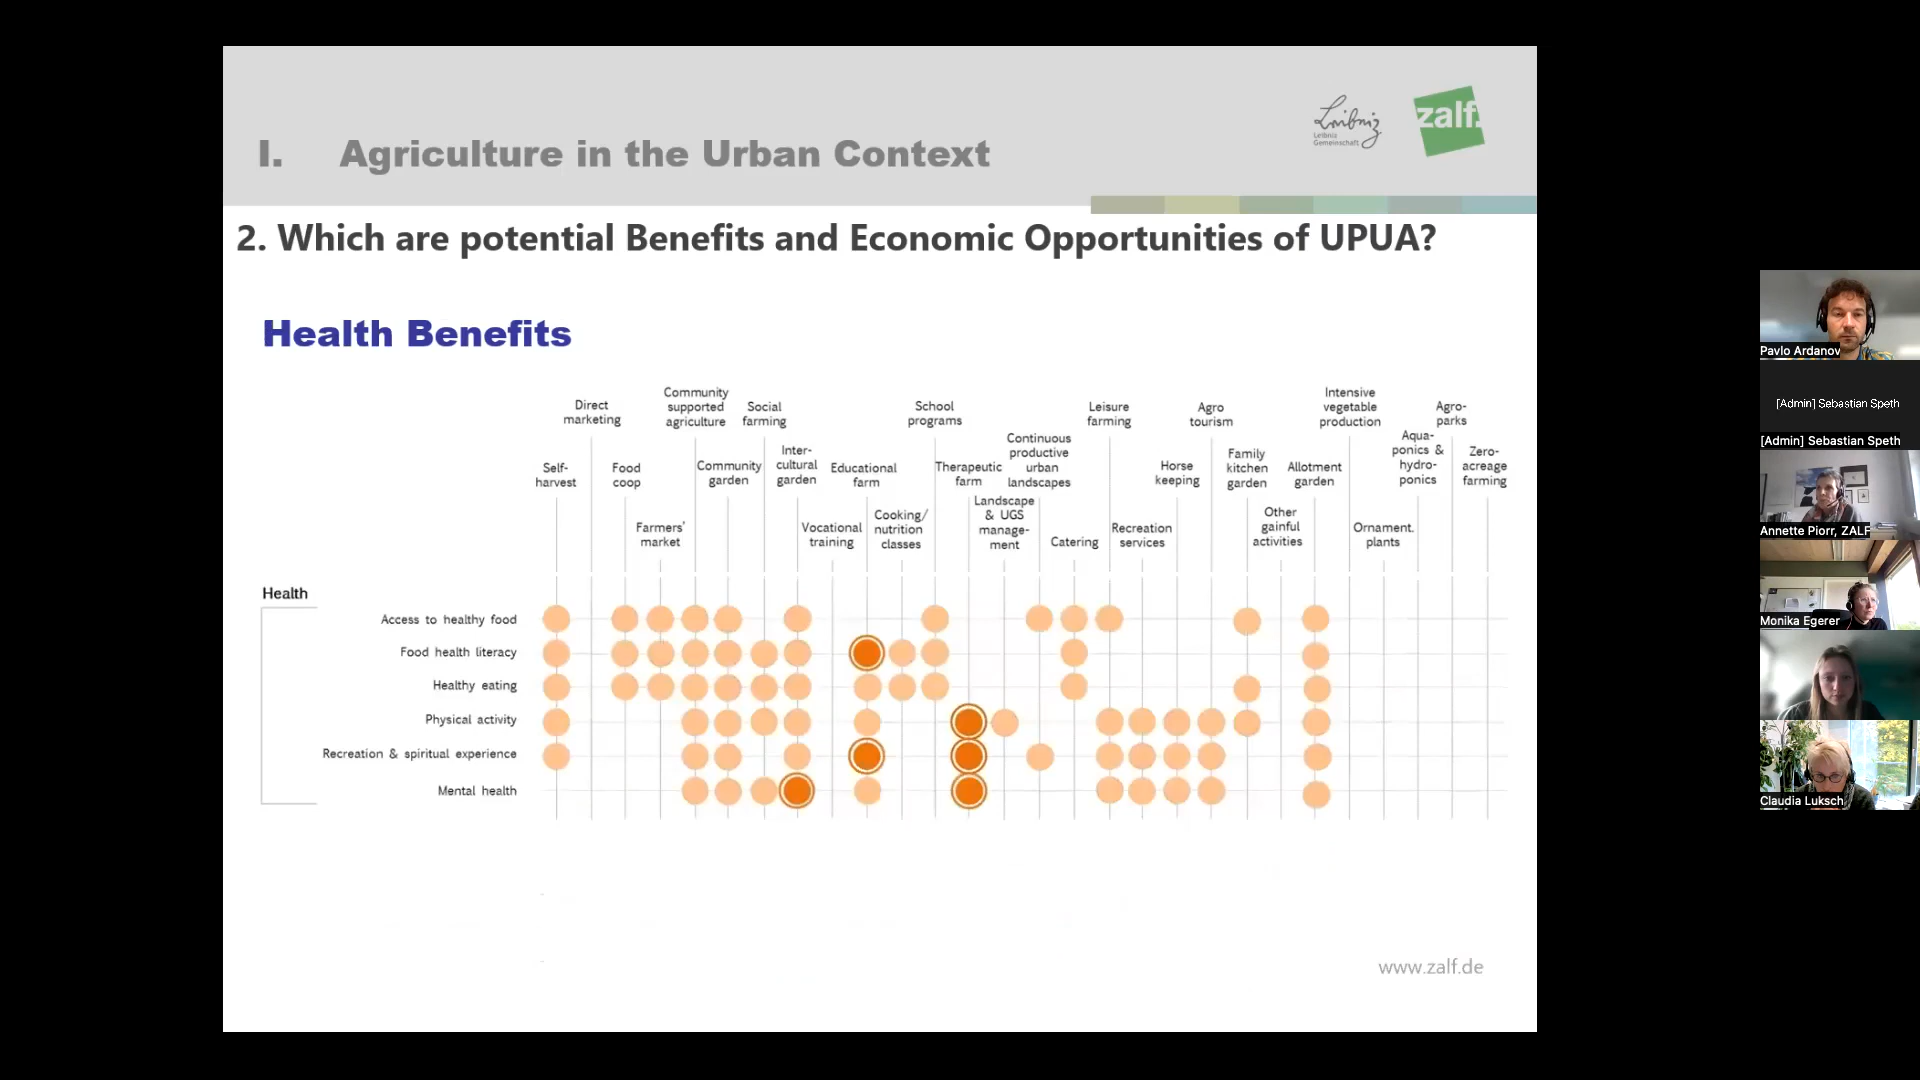 I. Agriculture in the Urban Context
Leibniz
Leibniz
Gemeinschaft
zalf.
2. Which are potential Benefits and Economic Opportunities of UPUA?
Health Benefits
Direct
marketing
Community
supported
agriculture
Social
farming
School
programs
Leisure
farming
Agro
tourism
Intensive
vegetable
production
Agro-
parks
Self-
harvest
Food
coop
Community
garden
Inter-
cultural
garden
Educational
farm
Therapeutic
farm
Continuous
productive
urban
landscapes
Horse
keeping
Family
kitchen
garden
Allotment
garden
Aqua-
ponics &
hydro-
ponics
Zero-
acreage
farming
Farmers'
market
Vocational
training
Cooking/
nutrition
classes
Landscape
& UGS
manage-
ment
Catering
Recreation
services
Other
gainful
activities
Ornament.
plants
Health
Access to healthy food
Food health literacy
Healthy eating
Physical activity
Recreation & spiritual experience
Mental health
www.zalf.de
Pavlo Ardanov
[Admin] Sebastian Speth
[Admin] Sebastian Speth
Annette Piorr, ZALF
Monika Egerer
Claudia Luksch